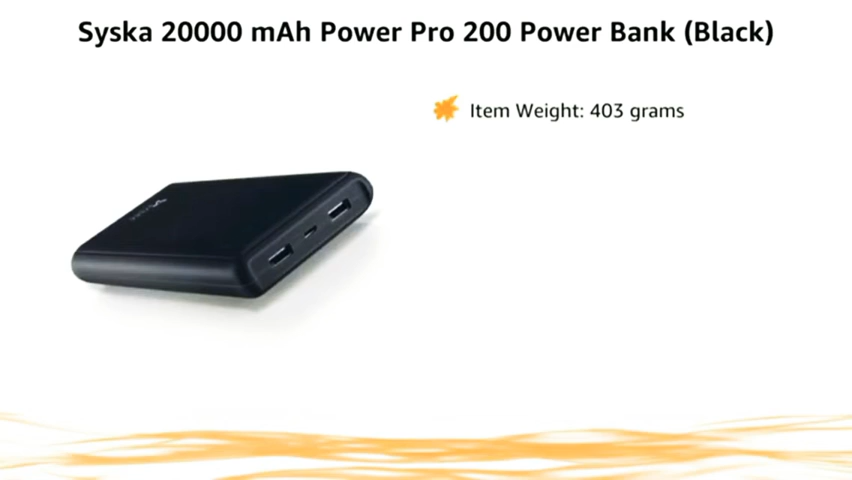 Syska 20000 mAh Power Pro 200 Power Bank (Black)
Item Weight: 403 grams